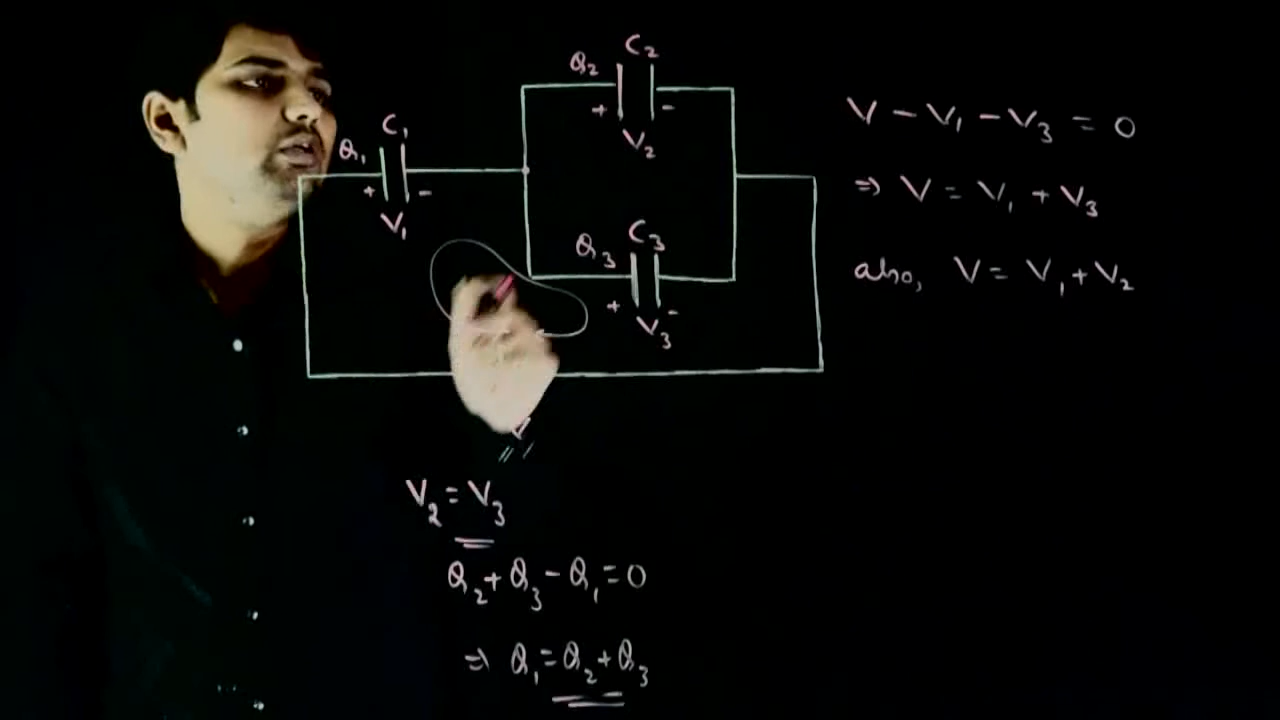 C₂
Q₂
+ -
V₂
C₁
Q₁
+ -
V₁
C₃
Q₃
+ -
V₃
V - V₁ - V₃ = 0
⇒ V = V₁ + V₃
also, V = V₁ + V₂
V₂ = V₃
Q₂ + Q₃ - Q₁ = 0
⇒ Q₁ = Q₂ + Q₃